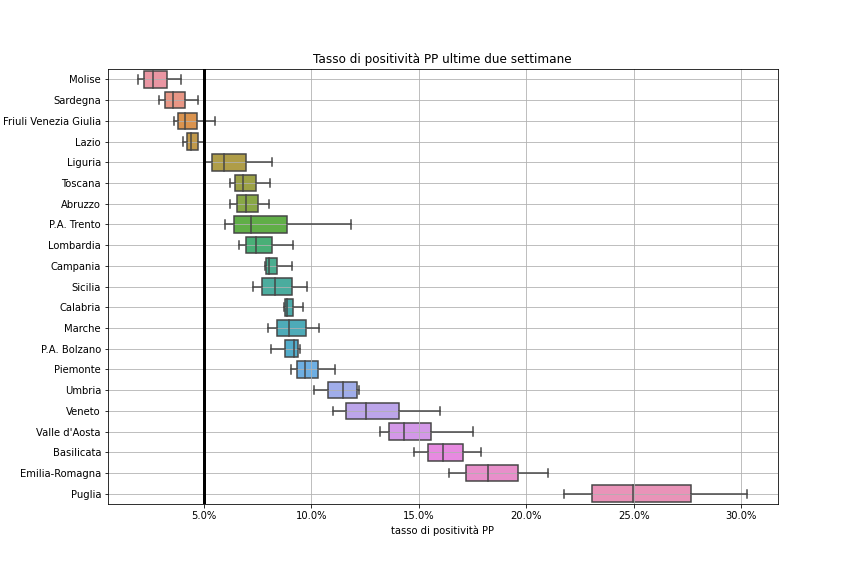 Tasso di positività PP ultime due settimane
Molise
Sardegna
Friuli Venezia Giulia
Lazio
Liguria
Toscana
Abruzzo
P.A. Trento
Lombardia
Campania
Sicilia
Calabria
Marche
P.A. Bolzano
Piemonte
Umbria
Veneto
Valle d'Aosta
Basilicata
Emilia-Romagna
Puglia
5.0% 10.0% 15.0% 20.0% 25.0% 30.0%
tasso di positività PP